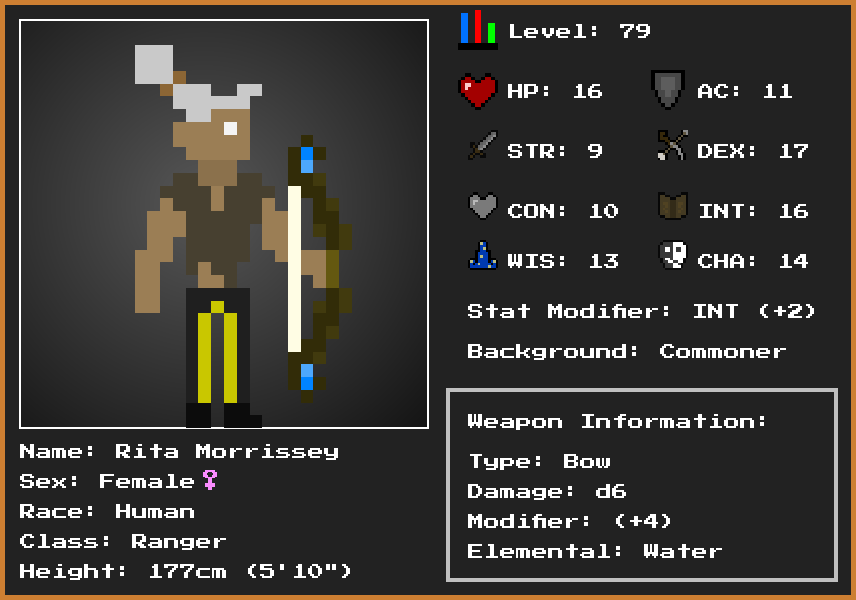 Level: 79
HP: 16 AC: 11
STR: 9 DEX: 17
CON: 10 INT: 16
WIS: 13 CHA: 14
Stat Modifier: INT (+2)
Background: Commoner
Weapon Information:
Type: Bow
Damage: d6
Modifier: (+4)
Elemental: Water
Name: Rita Morrissey
Sex: Female♀
Race: Human
Class: Ranger
Height: 177cm (5'10")